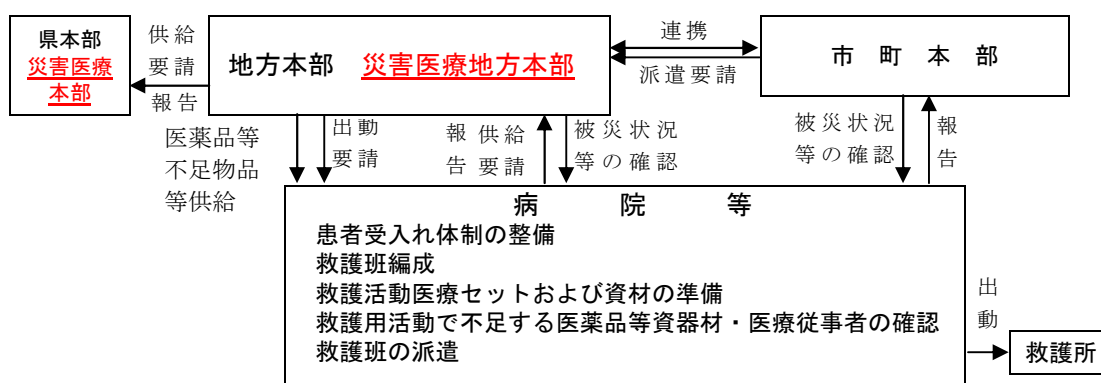 県本部
災害医療
本部
供給
要請
報告
地方本部　災害医療地方本部
連携
派遣要請
市　町　本　部
医薬品等
不足物品
等供給
出動
要請
報告
供給
要請
被災状況
等の確認
被災状況
等の確認
報告
病　院　等
患者受入れ体制の整備
救護班編成
救護活動医療セットおよび資材の準備
救護用活動で不足する医薬品等資器材・医療従事者の確認
救護班の派遣
出動
救護所